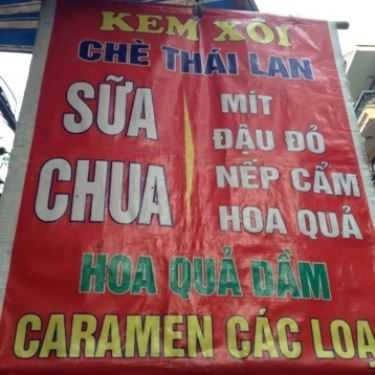 KEM XÔI
CHÈ THÁI LAN
SỮA
CHUA
MÍT
ĐẬU ĐỎ
NẾP CẨM
HOA QUẢ
HOA QUẢ DẦM
CARAMEN CÁC LOẠ